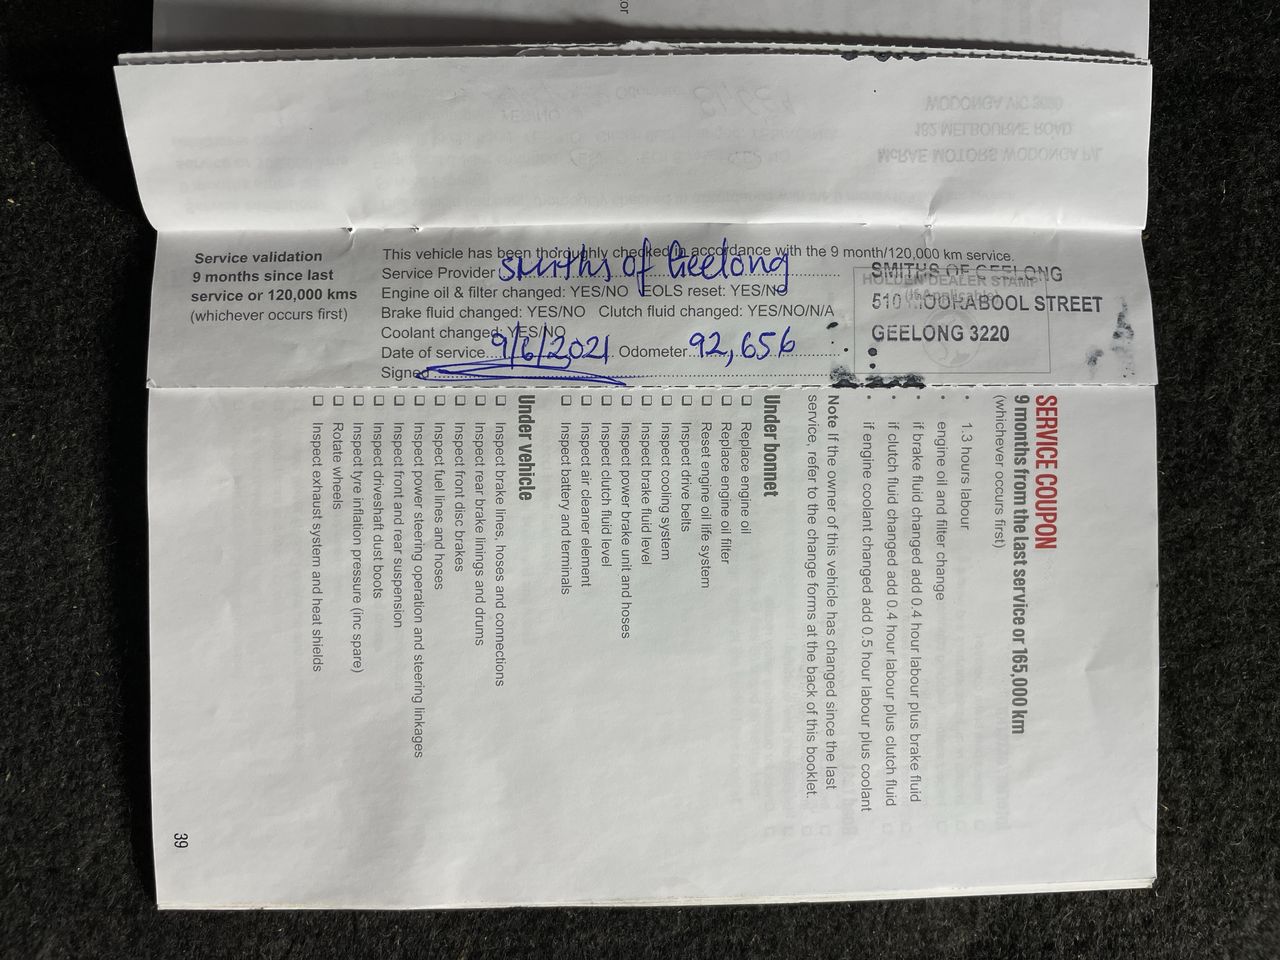 Service validation
9 months since last
service or 120,000 kms
(whichever occurs first)
This vehicle has been thoroughly checked in accordance with the 9 month/120,000 km service.
Service Provider Smiths of Geelong
Engine oil & filter changed: YES/NO EOLS reset: YES/NO
Brake fluid changed: YES/NO Clutch fluid changed: YES/NO/N/A
Coolant changed: YES/NO
Date of service 9/6/2021 Odometer 92,656
Signed
HOLDEN DEALER STAMP
SMITHS OF GEELONG
510 MOORABOOL STREET
GEELONG 3220
SERVICE COUPON
9 months from the last service or 165,000 km
(whichever occurs first)
• 1.3 hours labour
• engine oil and filter change
• if brake fluid changed add 0.4 hour labour plus brake fluid
• if clutch fluid changed add 0.4 hour labour plus clutch fluid
• if engine coolant changed add 0.5 hour labour plus coolant
Note If the owner of this vehicle has changed since the last
service, refer to the change forms at the back of this booklet.
Under bonnet
❑ Replace engine oil
❑ Replace engine oil filter
❑ Reset engine oil life system
❑ Inspect drive belts
❑ Inspect cooling system
❑ Inspect brake fluid level
❑ Inspect power brake unit and hoses
❑ Inspect clutch fluid level
❑ Inspect air cleaner element
❑ Inspect battery and terminals
Under vehicle
❑ Inspect brake lines, hoses and connections
❑ Inspect rear brake linings and drums
❑ Inspect front disc brakes
❑ Inspect fuel lines and hoses
❑ Inspect power steering operation and steering linkages
❑ Inspect front and rear suspension
❑ Inspect driveshaft dust boots
❑ Inspect tyre inflation pressure (inc spare)
❑ Rotate wheels
❑ Inspect exhaust system and heat shields
39
McRAE MOTORS WODONGA P/L
182 MELBOURNE ROAD
WODONGA VIC 3690